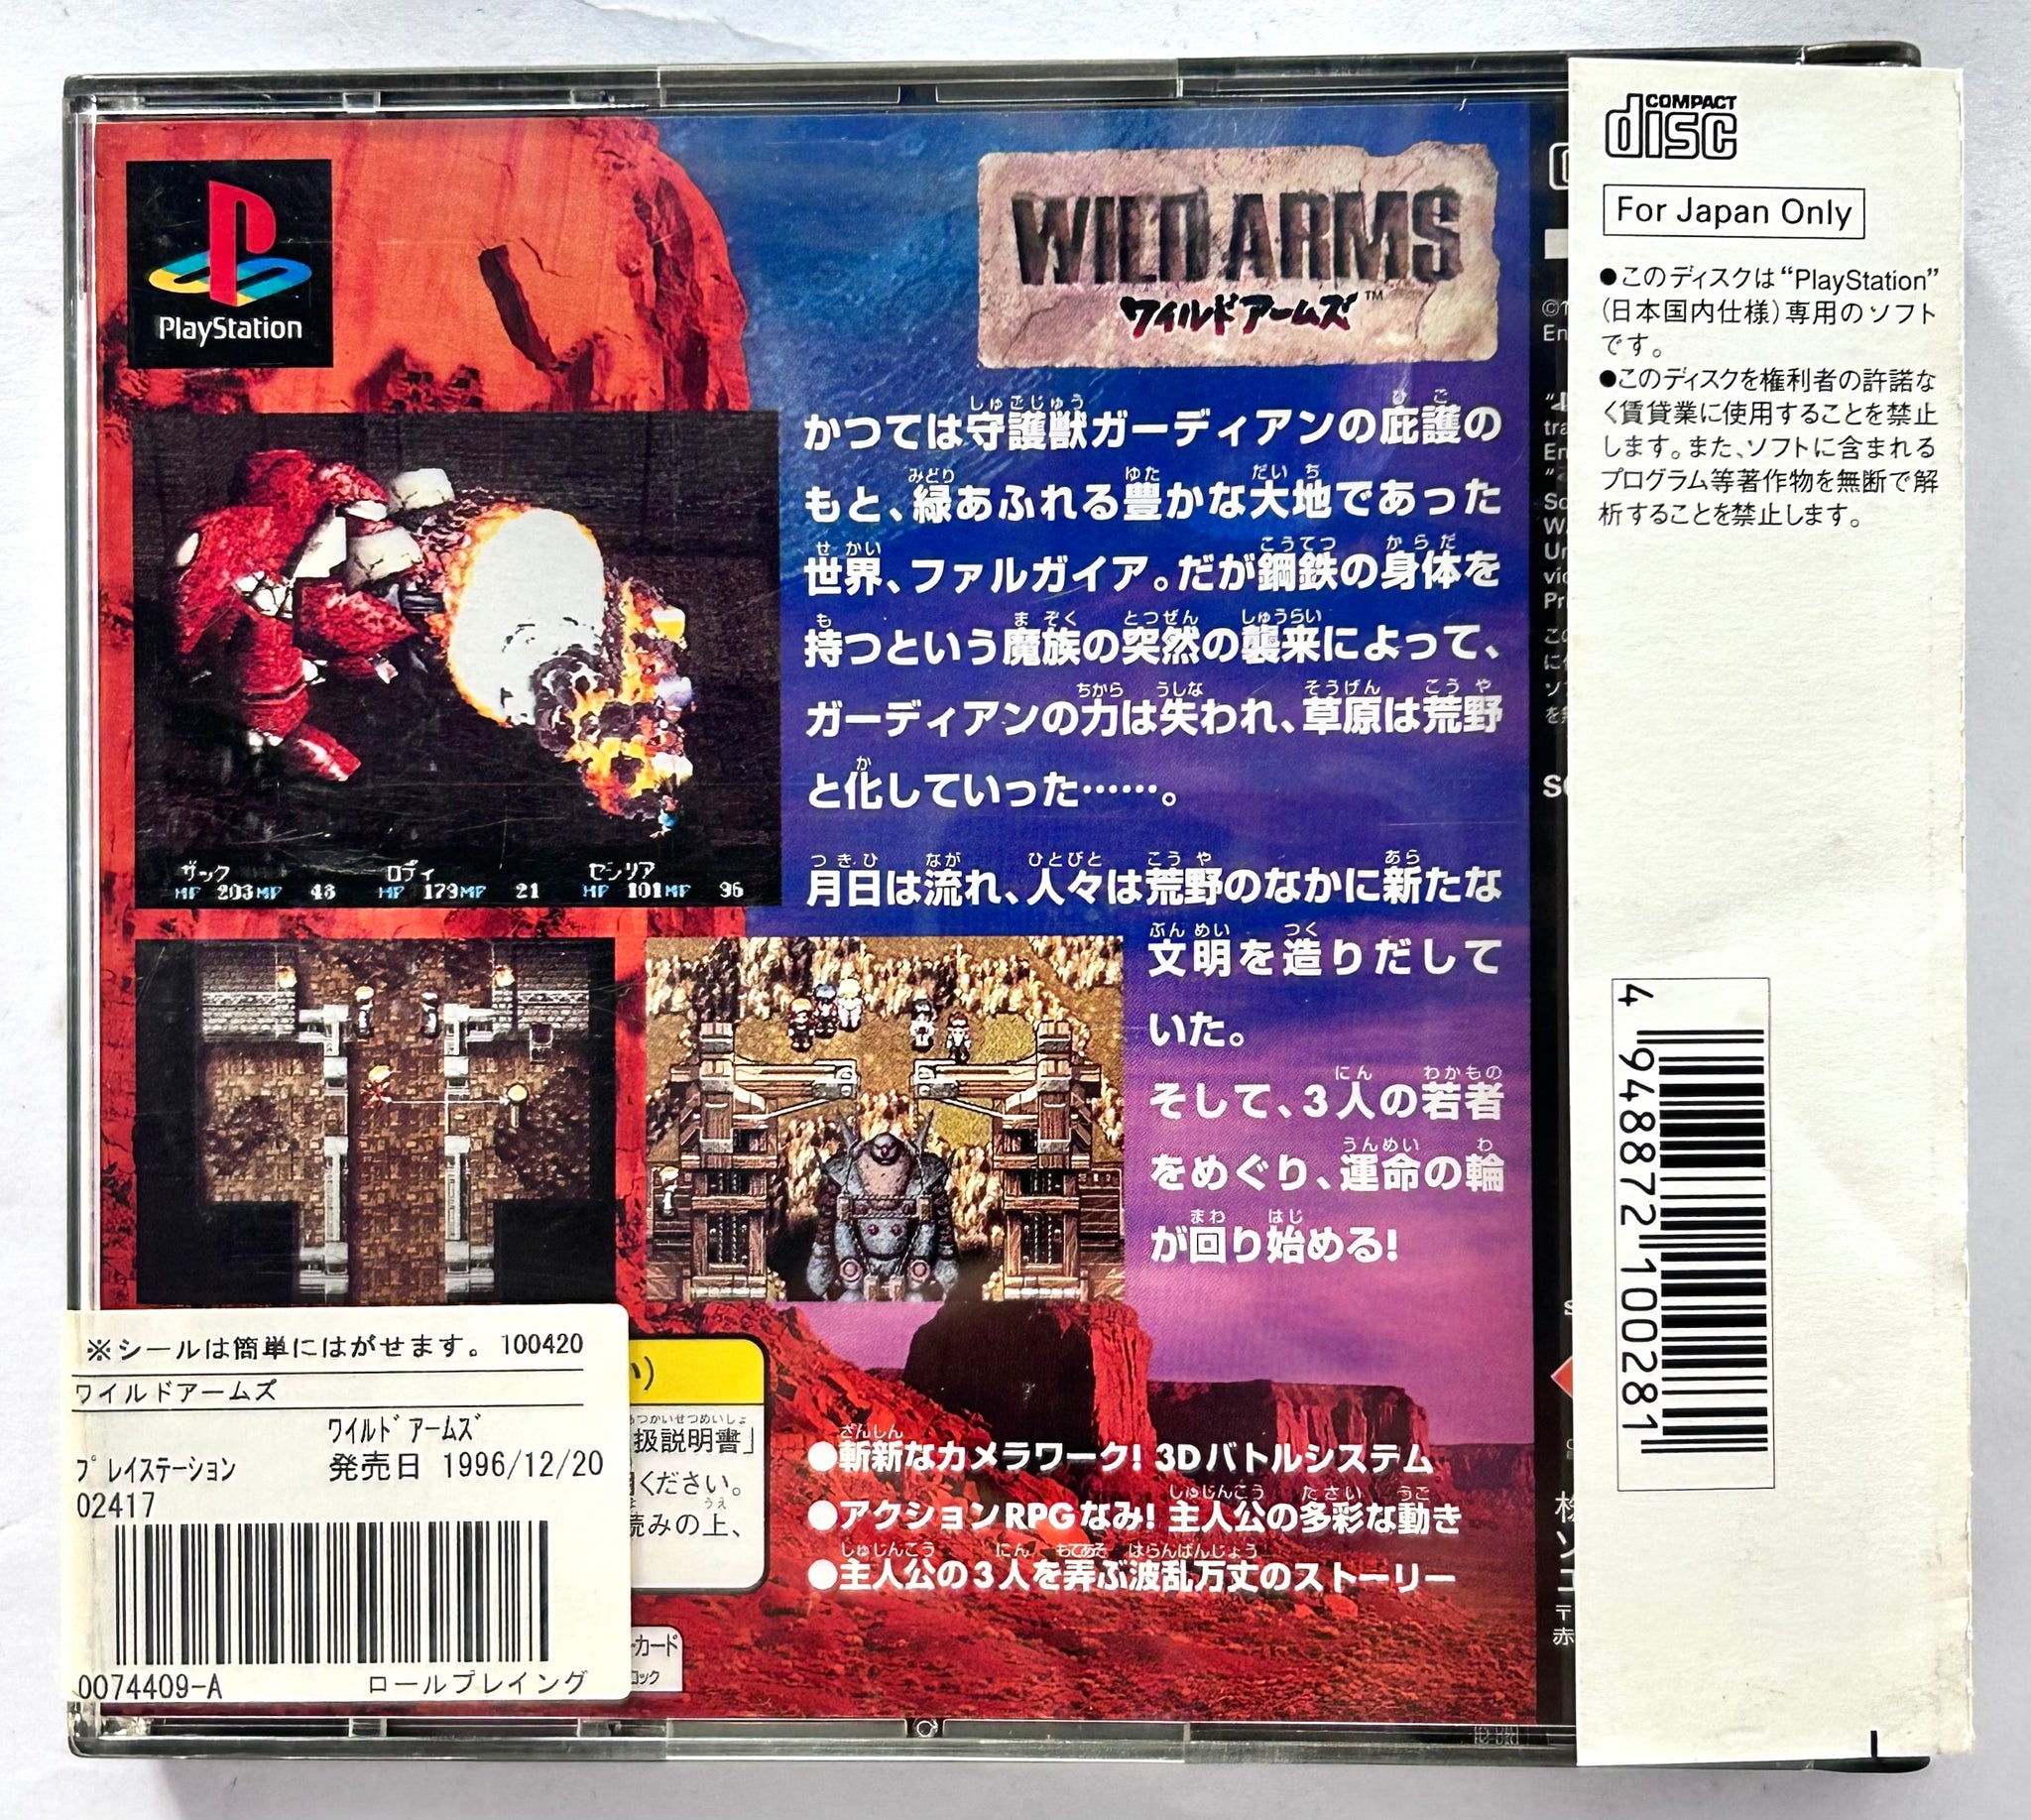 PlayStation
WILD ARMS
ワイルドアームズ™
かつては守護獣ガーディアンの庇護の
もと、緑あふれる豊かな大地であった
世界、ファルガイア。だが鋼鉄の身体を
持つという魔族の突然の襲来によって、
ガーディアンの力は失われ、草原は荒野
と化していった……。
月日は流れ、人々は荒野のなかに新たな
文明を造りだして
いた。
そして、3人の若者
をめぐり、運命の輪
が回り始める!
ザック ロディ セシリア
HP 203 MP 43 HP 179 MP 21 HP 101 MP 96
●斬新なカメラワーク! 3Dバトルシステム
●アクションRPGなみ! 主人公の多彩な動き
●主人公の3人を弄ぶ波乱万丈のストーリー
扱説明書」
ください。
読みの上、
カード
ロック
※シールは簡単にはがせます。 100420
ワイルドアームズ
ワイルドアームズ
プレイステーション 発売日 1996/12/20
02417
0074409-A ロールプレイング
COMPACT
disc
For Japan Only
●このディスクは“PlayStation”
(日本国内仕様)専用のソフト
です。
●このディスクを権利者の許諾な
く賃貸業に使用することを禁止
します。また、ソフトに含まれる
プログラム等著作物を無断で解
析することを禁止します。
4 948872 100281